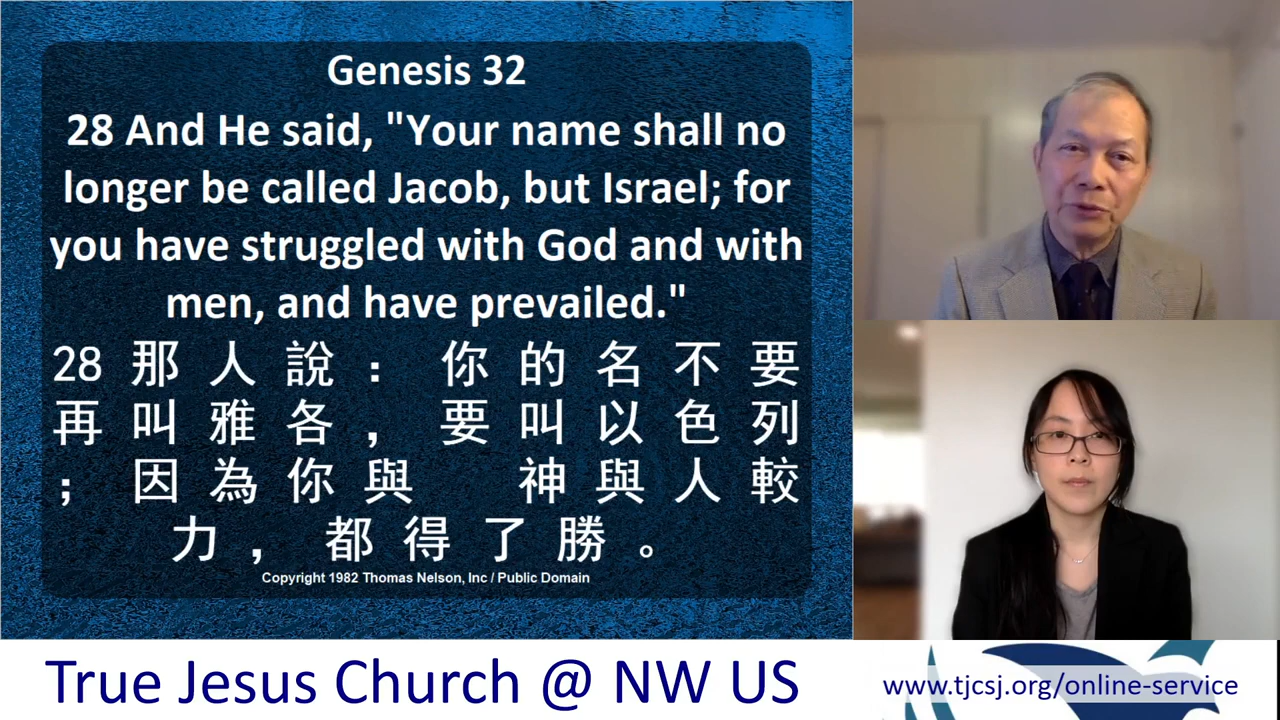 Genesis 32
28 And He said, "Your name shall no
longer be called Jacob, but Israel; for
you have struggled with God and with
men, and have prevailed."
28 那 人 說 ： 你 的 名 不 要
再 叫 雅 各 ， 要 叫 以 色 列
； 因 為 你 與 　 神 與 人 較
力 ， 都 得 了 勝 。
Copyright 1982 Thomas Nelson, Inc / Public Domain
True Jesus Church @ NW US
www.tjcsj.org/online-service